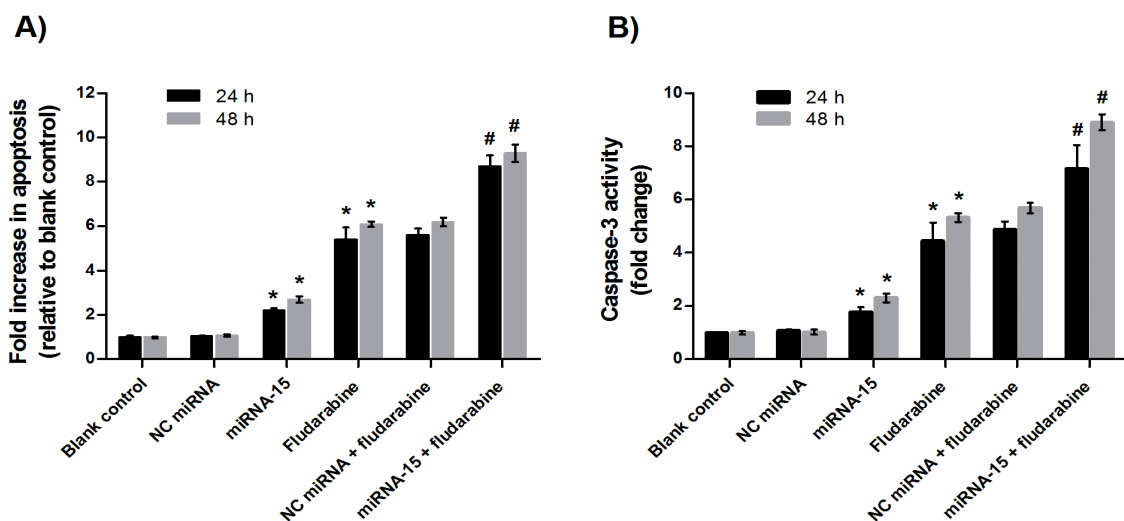 A)
Fold increase in apoptosis
(relative to blank control)
12
10
8
6
4
2
0
24 h
48 h
* *
* *
# #
Blank control
NC miRNA
miRNA-15
Fludarabine
NC miRNA + fludarabine
miRNA-15 + fludarabine
B)
Caspase-3 activity
(fold change)
10
8
6
4
2
0
24 h
48 h
* *
* *
# #
Blank control
NC miRNA
miRNA-15
Fludarabine
NC miRNA + fludarabine
miRNA-15 + fludarabine